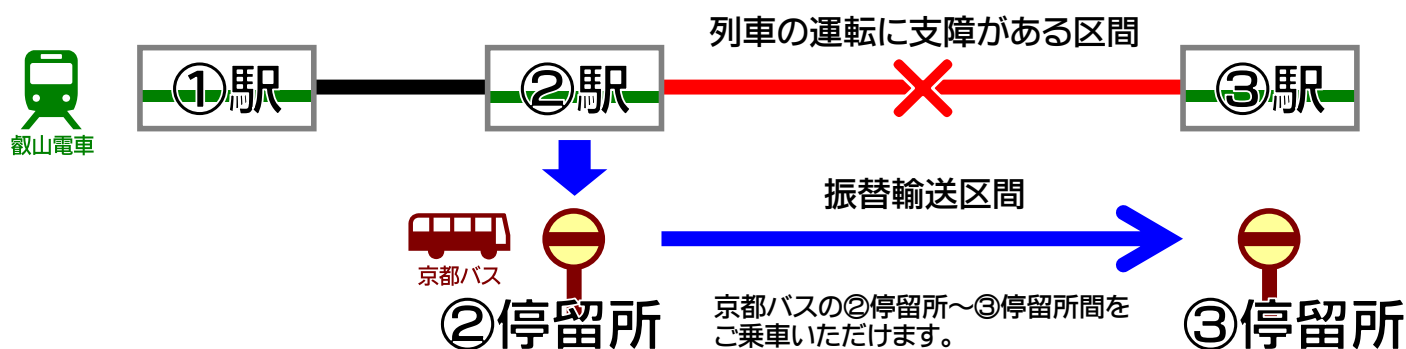 列車の運転に支障がある区間
①駅
②駅
③駅
叡山電車
振替輸送区間
京都バス
②停留所
京都バスの②停留所～③停留所間を
ご乗車いただけます。
③停留所